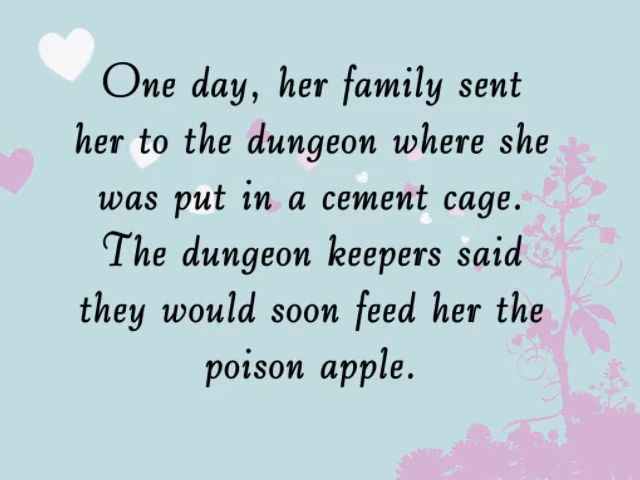 One day, her family sent
her to the dungeon where she
was put in a cement cage.
The dungeon keepers said
they would soon feed her the
poison apple.